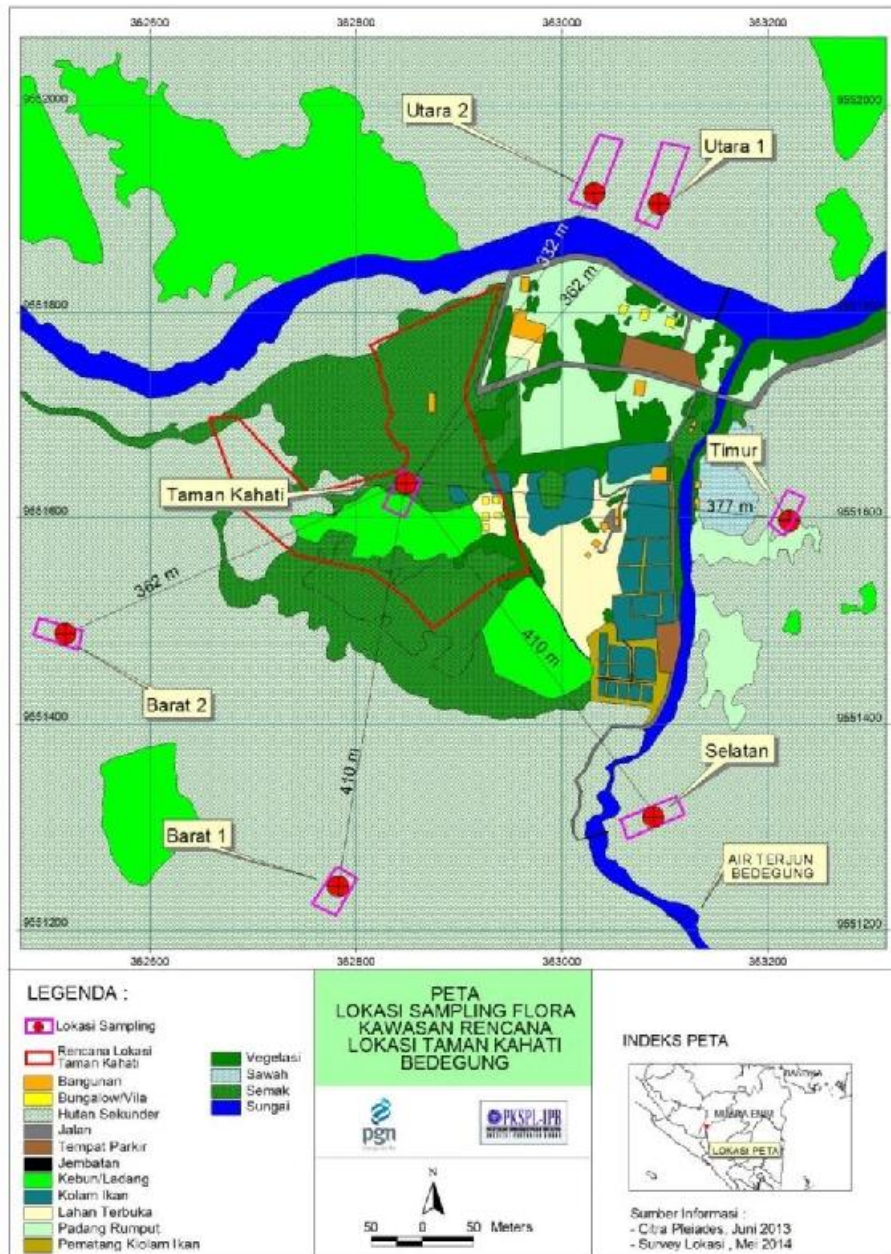 362600 362800 363000 363200
9552000
9552000
Utara 2
Utara 1
332 m
362 m
9551800
Timur
Taman Kahati
377 m
9551600
9551600
362 m
410 m
Barat 2
9551400
9551400
410 m
Selatan
Barat 1
AIR TERJUN
BEDEGUNG
9551200
9551200
362600 362800 363000 363200
LEGENDA :
Lokasi Sampling
Rencana Lokasi
Taman Kahati
Bangunan
Bungalow/Vila
Hutan Sekunder
Jalan
Tempat Parkir
Jembatan
Kebun/Ladang
Kolam Ikan
Lahan Terbuka
Padang Rumput
Pematang Kiolam Ikan
Vegetasi
Sawah
Semak
Sungai
PETA
LOKASI SAMPLING FLORA
KAWASAN RENCANA
LOKASI TAMAN KAHATI
BEDEGUNG
pgn
PKSPL-IPB
N
50 0 50 Meters
INDEKS PETA
MUARA ENIM
LOKASI PETA
Sumber Informasi :
- Citra Pleiades, Juni 2013
- Survey Lokasi , Mei 2014